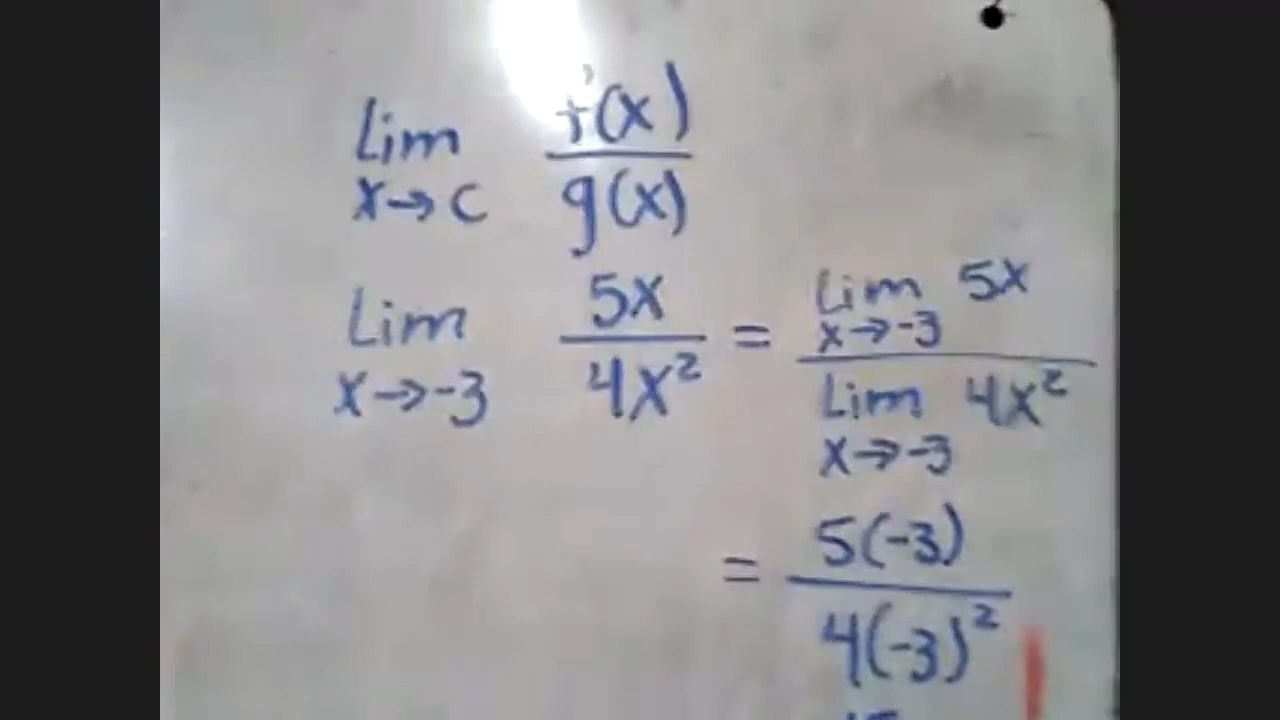 Lim f(x)
x→c g(x)
Lim 5x = Lim 5x
x→-3 4x² x→-3
Lim 4x²
x→-3
= 5(-3)
4(-3)²